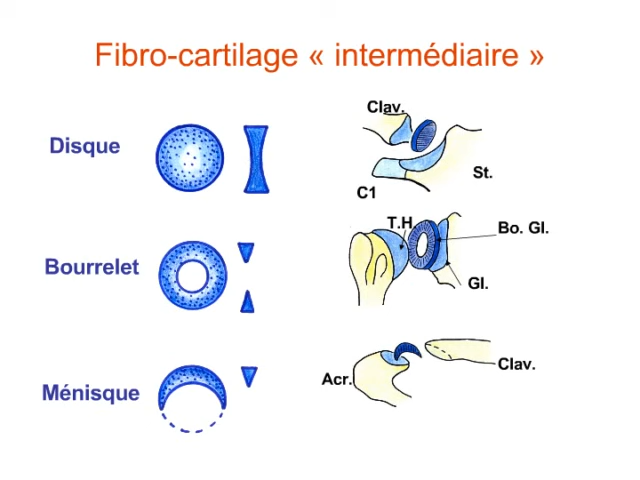 Fibro-cartilage « intermédiaire »
Disque
Clav.
St.
C1
Bourrelet
T.H.
Bo. Gl.
Gl.
Ménisque
Acr.
Clav.